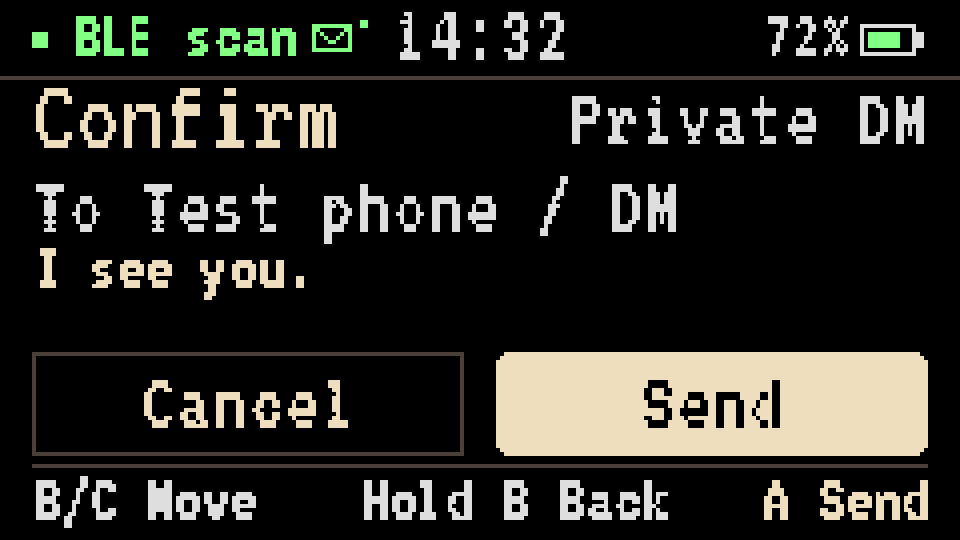 BLE scan 14:32 72%
Confirm Private DM
To Test phone / DM
I see you.
Cancel Send
B/C Move Hold B Back A Send